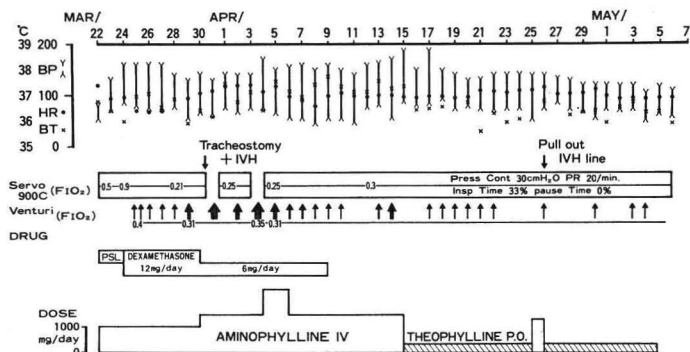 MAR/ APR/ MAY/
22 24 26 28 30 1 3 5 7 9 11 13 15 17 19 21 23 25 27 29 1 3 5 7
℃
39 200
38
BP
37 100
HR •
36
BT ×
35 0
Tracheostomy
+ IVH
Pull out
IVH line
Servo
900C (FIO₂)
0.5 0.9 0.21 0.25 0.25 0.3
Press Cont 30cmH₂O PR 20/min.
Insp Time 33% pause Time 0%
Venturi (FIO₂)
0.4 0.31 0.35 0.31
DRUG
PSL DEXAMETHASONE
12mg/day 6mg/day
DOSE
1000
mg/day
0
AMINOPHYLLINE IV THEOPHYLLINE P.O.